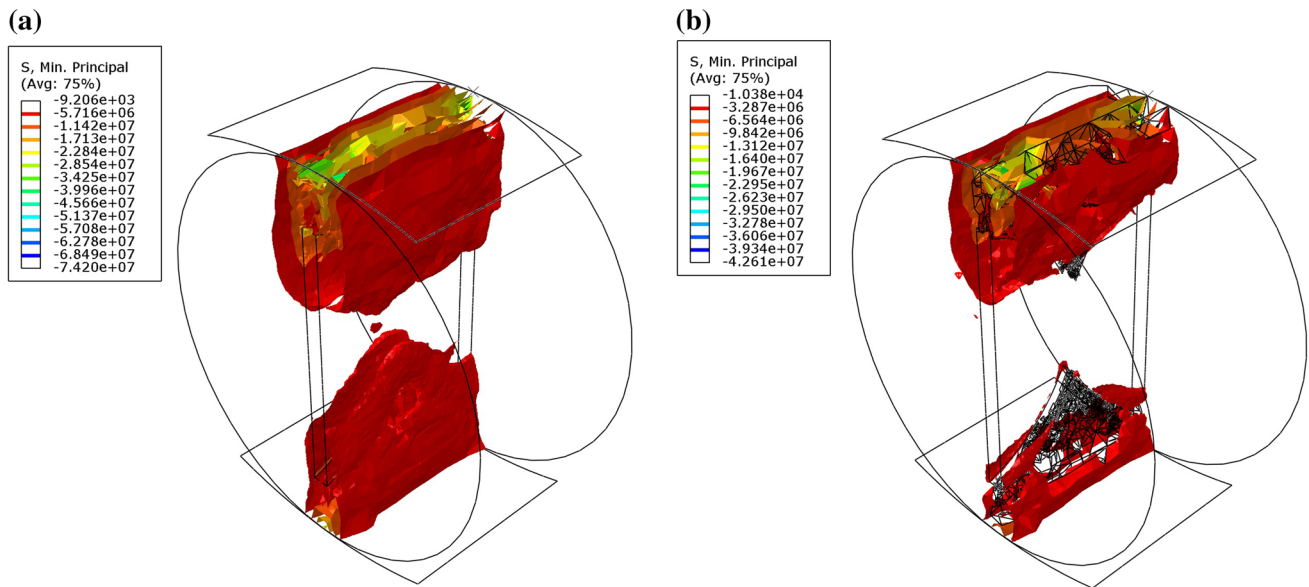 (a)
S, Min. Principal
(Avg: 75%)
-9.206e+03
-5.716e+06
-1.142e+07
-1.713e+07
-2.284e+07
-2.854e+07
-3.425e+07
-3.996e+07
-4.566e+07
-5.137e+07
-5.708e+07
-6.278e+07
-6.849e+07
-7.420e+07
(b)
S, Min. Principal
(Avg: 75%)
-1.038e+04
-3.287e+06
-6.564e+06
-9.842e+06
-1.312e+07
-1.640e+07
-1.967e+07
-2.295e+07
-2.623e+07
-2.950e+07
-3.278e+07
-3.606e+07
-3.934e+07
-4.261e+07